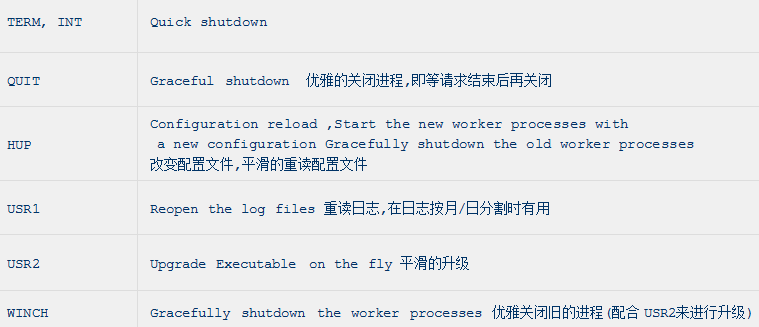 TERM, INT Quick shutdown
QUIT Graceful shutdown 优雅的关闭进程,即等请求结束后再关闭
HUP Configuration reload ,Start the new worker processes with
a new configuration Gracefully shutdown the old worker processes
改变配置文件,平滑的重读配置文件
USR1 Reopen the log files 重读日志,在日志按月/日分割时有用
USR2 Upgrade Executable on the fly 平滑的升级
WINCH Gracefully shutdown the worker processes 优雅关闭旧的进程(配合USR2来进行升级)